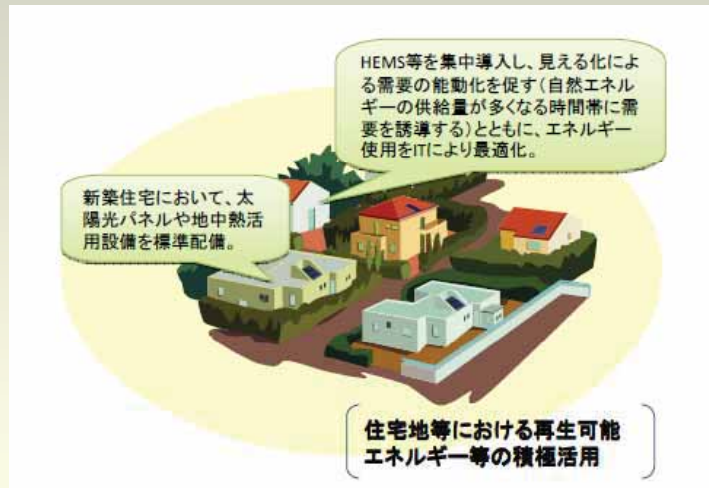 HEMS等を集中導入し、見える化によ
る需要の能動化を促す(自然エネル
ギーの供給量が多くなる時間帯に需
要を誘導する)とともに、エネルギー
使用をITにより最適化。
新築住宅において、太
陽光パネルや地中熱活
用設備を標準配備。
住宅地等における再生可能
エネルギー等の積極活用